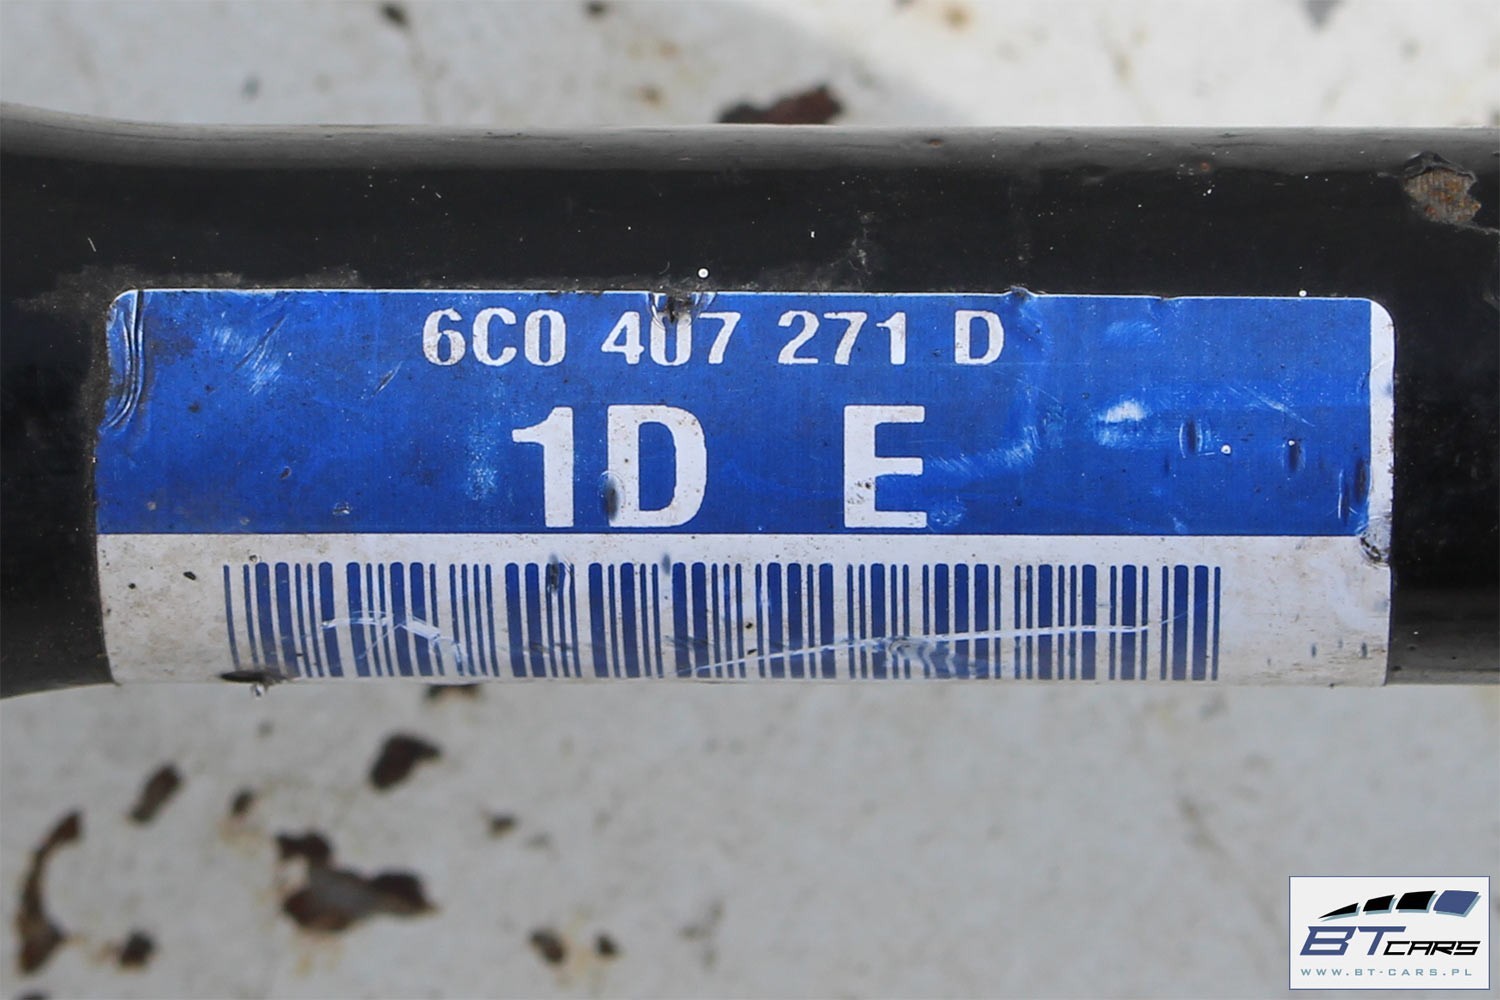 6C0 407 271 D
1D E
BT CARS
WWW.BT-CARS.PL